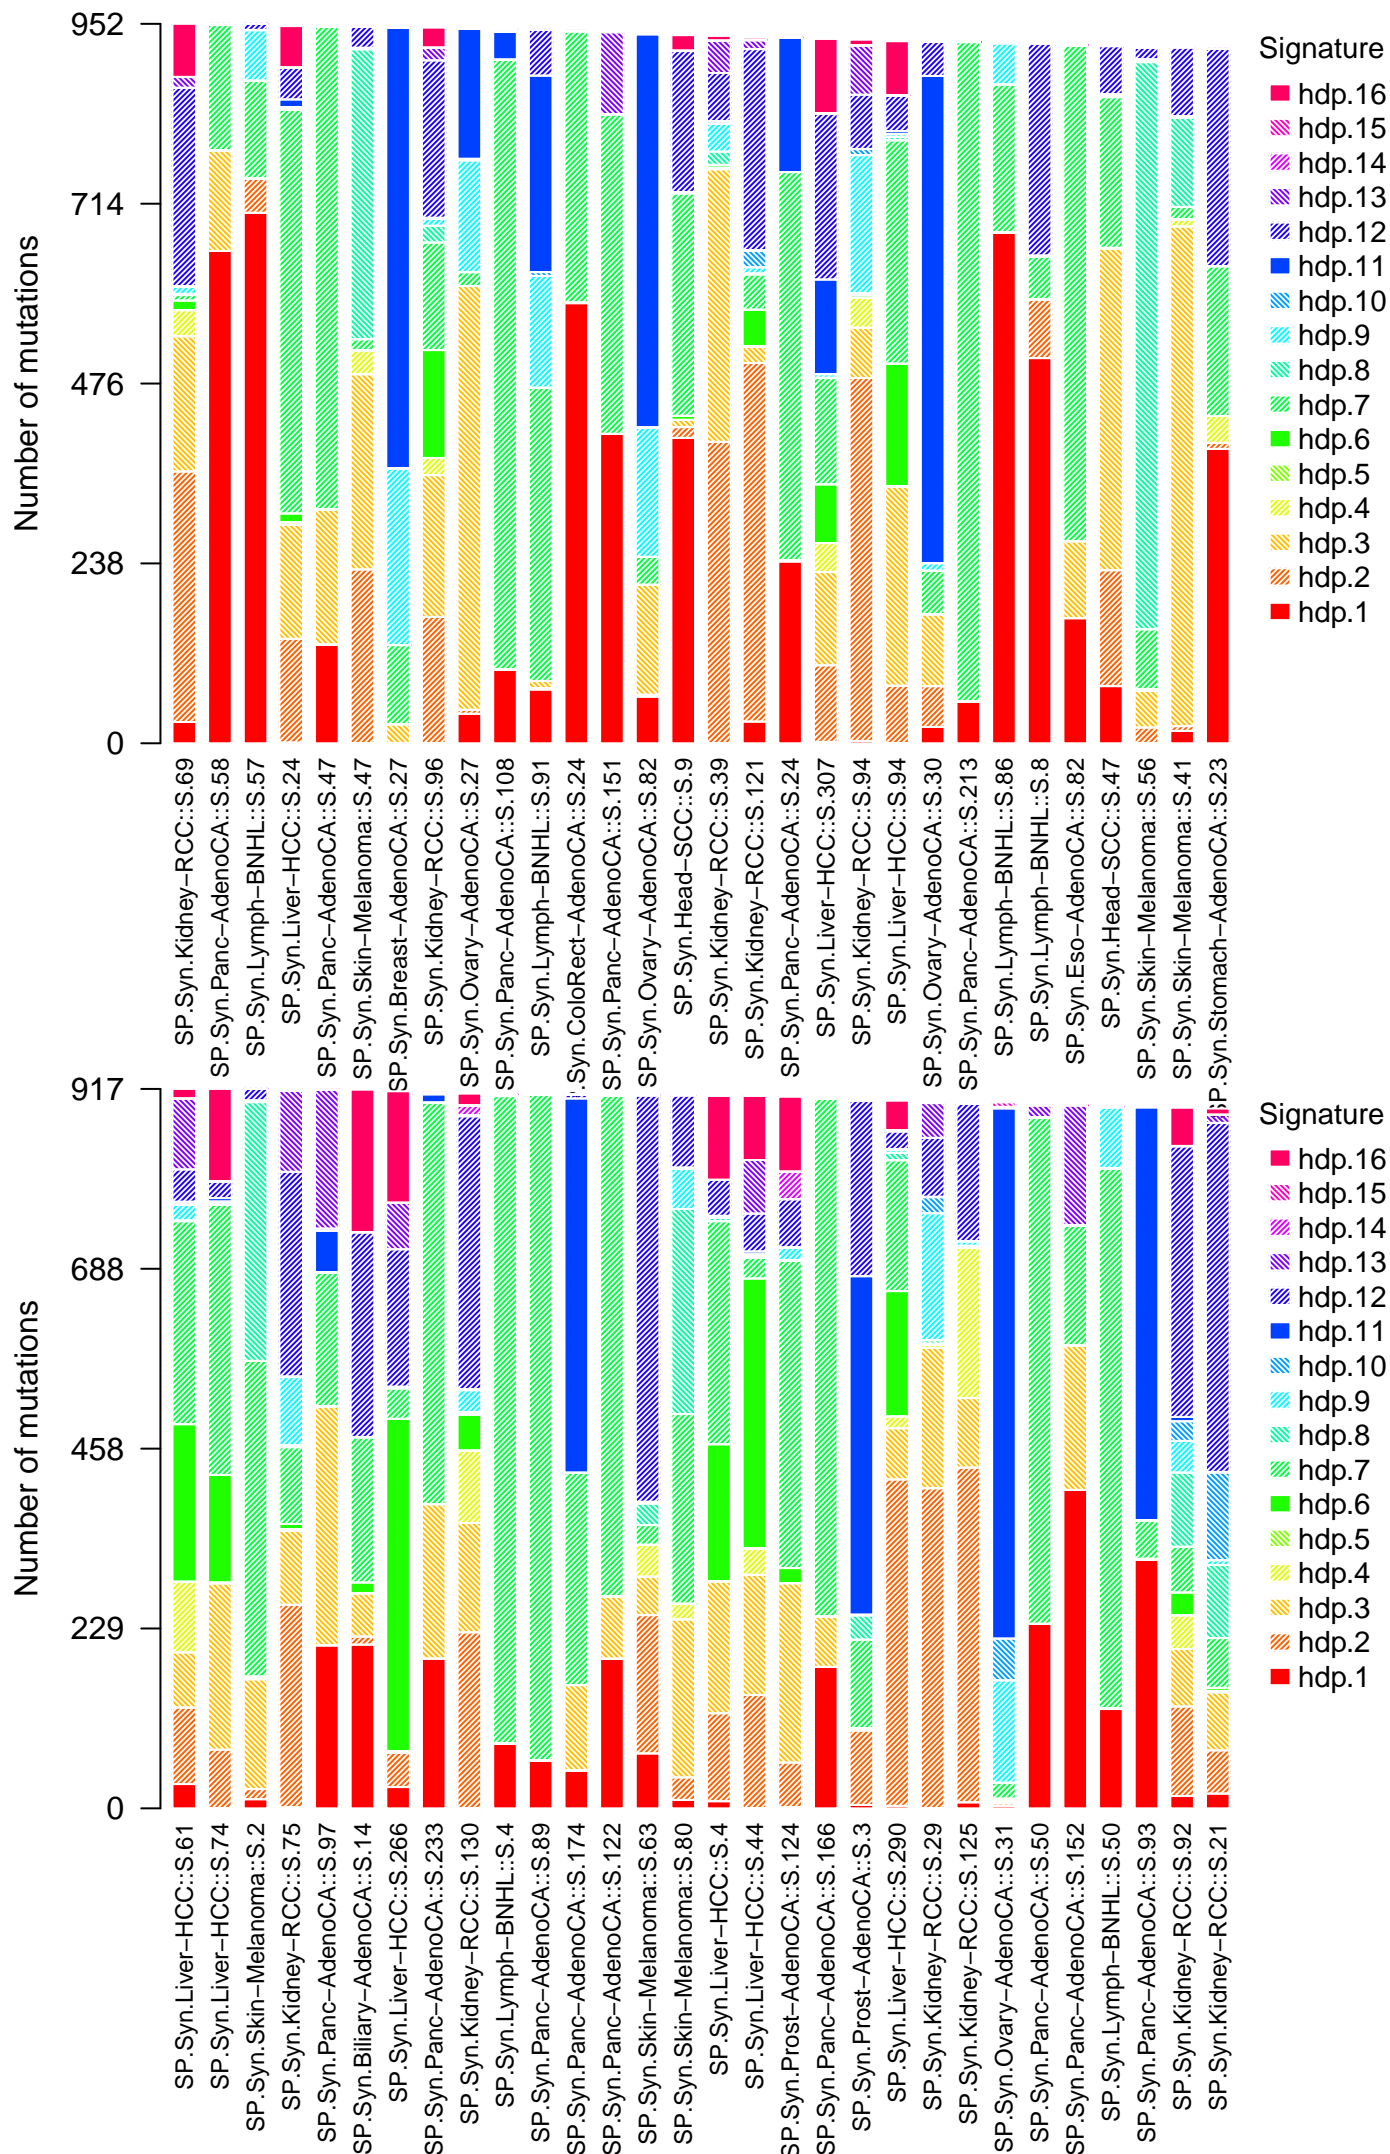 952
714
476
238
0
Number of mutations
Signature
hdp.16
hdp.15
hdp.14
hdp.13
hdp.12
hdp.11
hdp.10
hdp.9
hdp.8
hdp.7
hdp.6
hdp.5
hdp.4
hdp.3
hdp.2
hdp.1
SP.Syn.Kidney−RCC::S.69
SP.Syn.Panc−AdenoCA::S.58
SP.Syn.Lymph−BNHL::S.57
SP.Syn.Liver−HCC::S.24
SP.Syn.Panc−AdenoCA::S.47
SP.Syn.Skin−Melanoma::S.47
SP.Syn.Breast−AdenoCA::S.27
SP.Syn.Kidney−RCC::S.96
SP.Syn.Ovary−AdenoCA::S.27
SP.Syn.Panc−AdenoCA::S.108
SP.Syn.Lymph−BNHL::S.91
.Syn.ColoRect−AdenoCA::S.24
SP.Syn.Panc−AdenoCA::S.151
SP.Syn.Ovary−AdenoCA::S.82
SP.Syn.Head−SCC::S.9
SP.Syn.Kidney−RCC::S.39
SP.Syn.Kidney−RCC::S.121
SP.Syn.Panc−AdenoCA::S.24
SP.Syn.Liver−HCC::S.307
SP.Syn.Kidney−RCC::S.94
SP.Syn.Liver−HCC::S.94
SP.Syn.Ovary−AdenoCA::S.30
SP.Syn.Panc−AdenoCA::S.213
SP.Syn.Lymph−BNHL::S.86
SP.Syn.Lymph−BNHL::S.8
SP.Syn.Eso−AdenoCA::S.82
SP.Syn.Head−SCC::S.47
SP.Syn.Skin−Melanoma::S.56
SP.Syn.Skin−Melanoma::S.41
SP.Syn.Stomach−AdenoCA::S.23
917
688
458
229
0
Number of mutations
Signature
hdp.16
hdp.15
hdp.14
hdp.13
hdp.12
hdp.11
hdp.10
hdp.9
hdp.8
hdp.7
hdp.6
hdp.5
hdp.4
hdp.3
hdp.2
hdp.1
SP.Syn.Liver−HCC::S.61
SP.Syn.Liver−HCC::S.74
SP.Syn.Skin−Melanoma::S.2
SP.Syn.Kidney−RCC::S.75
SP.Syn.Panc−AdenoCA::S.97
SP.Syn.Biliary−AdenoCA::S.14
SP.Syn.Liver−HCC::S.266
SP.Syn.Panc−AdenoCA::S.233
SP.Syn.Kidney−RCC::S.130
SP.Syn.Lymph−BNHL::S.4
SP.Syn.Panc−AdenoCA::S.89
SP.Syn.Panc−AdenoCA::S.174
SP.Syn.Panc−AdenoCA::S.122
SP.Syn.Skin−Melanoma::S.63
SP.Syn.Skin−Melanoma::S.80
SP.Syn.Liver−HCC::S.4
SP.Syn.Liver−HCC::S.44
SP.Syn.Prost−AdenoCA::S.124
SP.Syn.Panc−AdenoCA::S.166
SP.Syn.Prost−AdenoCA::S.3
SP.Syn.Liver−HCC::S.290
SP.Syn.Kidney−RCC::S.29
SP.Syn.Kidney−RCC::S.125
SP.Syn.Ovary−AdenoCA::S.31
SP.Syn.Panc−AdenoCA::S.50
SP.Syn.Panc−AdenoCA::S.152
SP.Syn.Lymph−BNHL::S.50
SP.Syn.Panc−AdenoCA::S.93
SP.Syn.Kidney−RCC::S.92
SP.Syn.Kidney−RCC::S.21